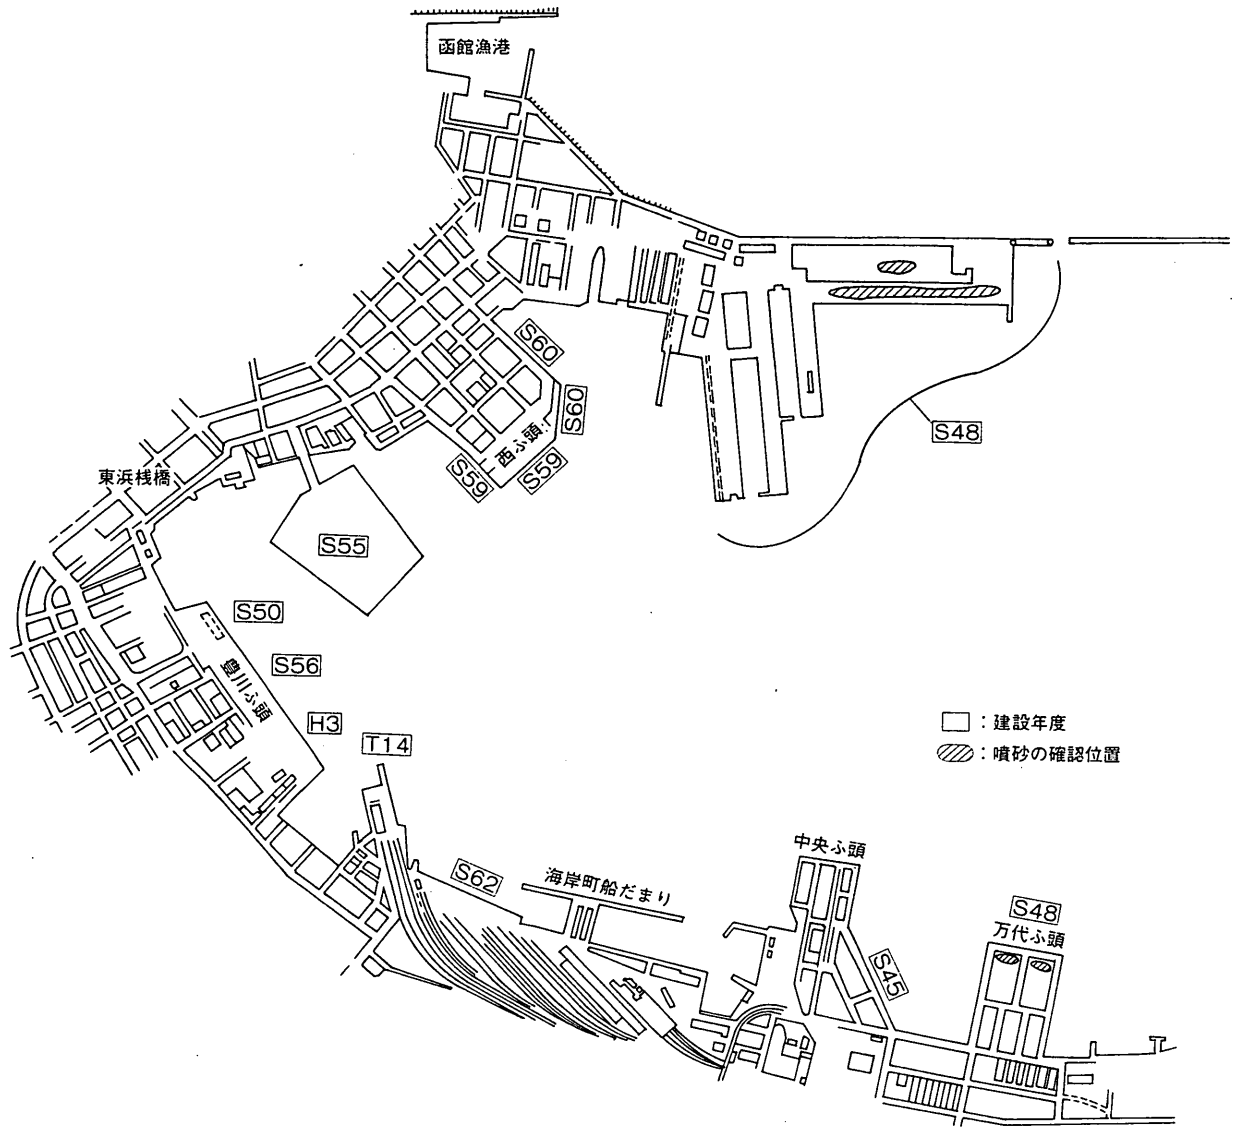 函館漁港
S60
S60
西ふ頭
S59
S59
S48
東浜桟橋
S55
S50
S56
豊川ふ頭
H3
T14
□：建設年度
：噴砂の確認位置
中央ふ頭
S62
海岸町船だまり
S48
万代ふ頭
S45